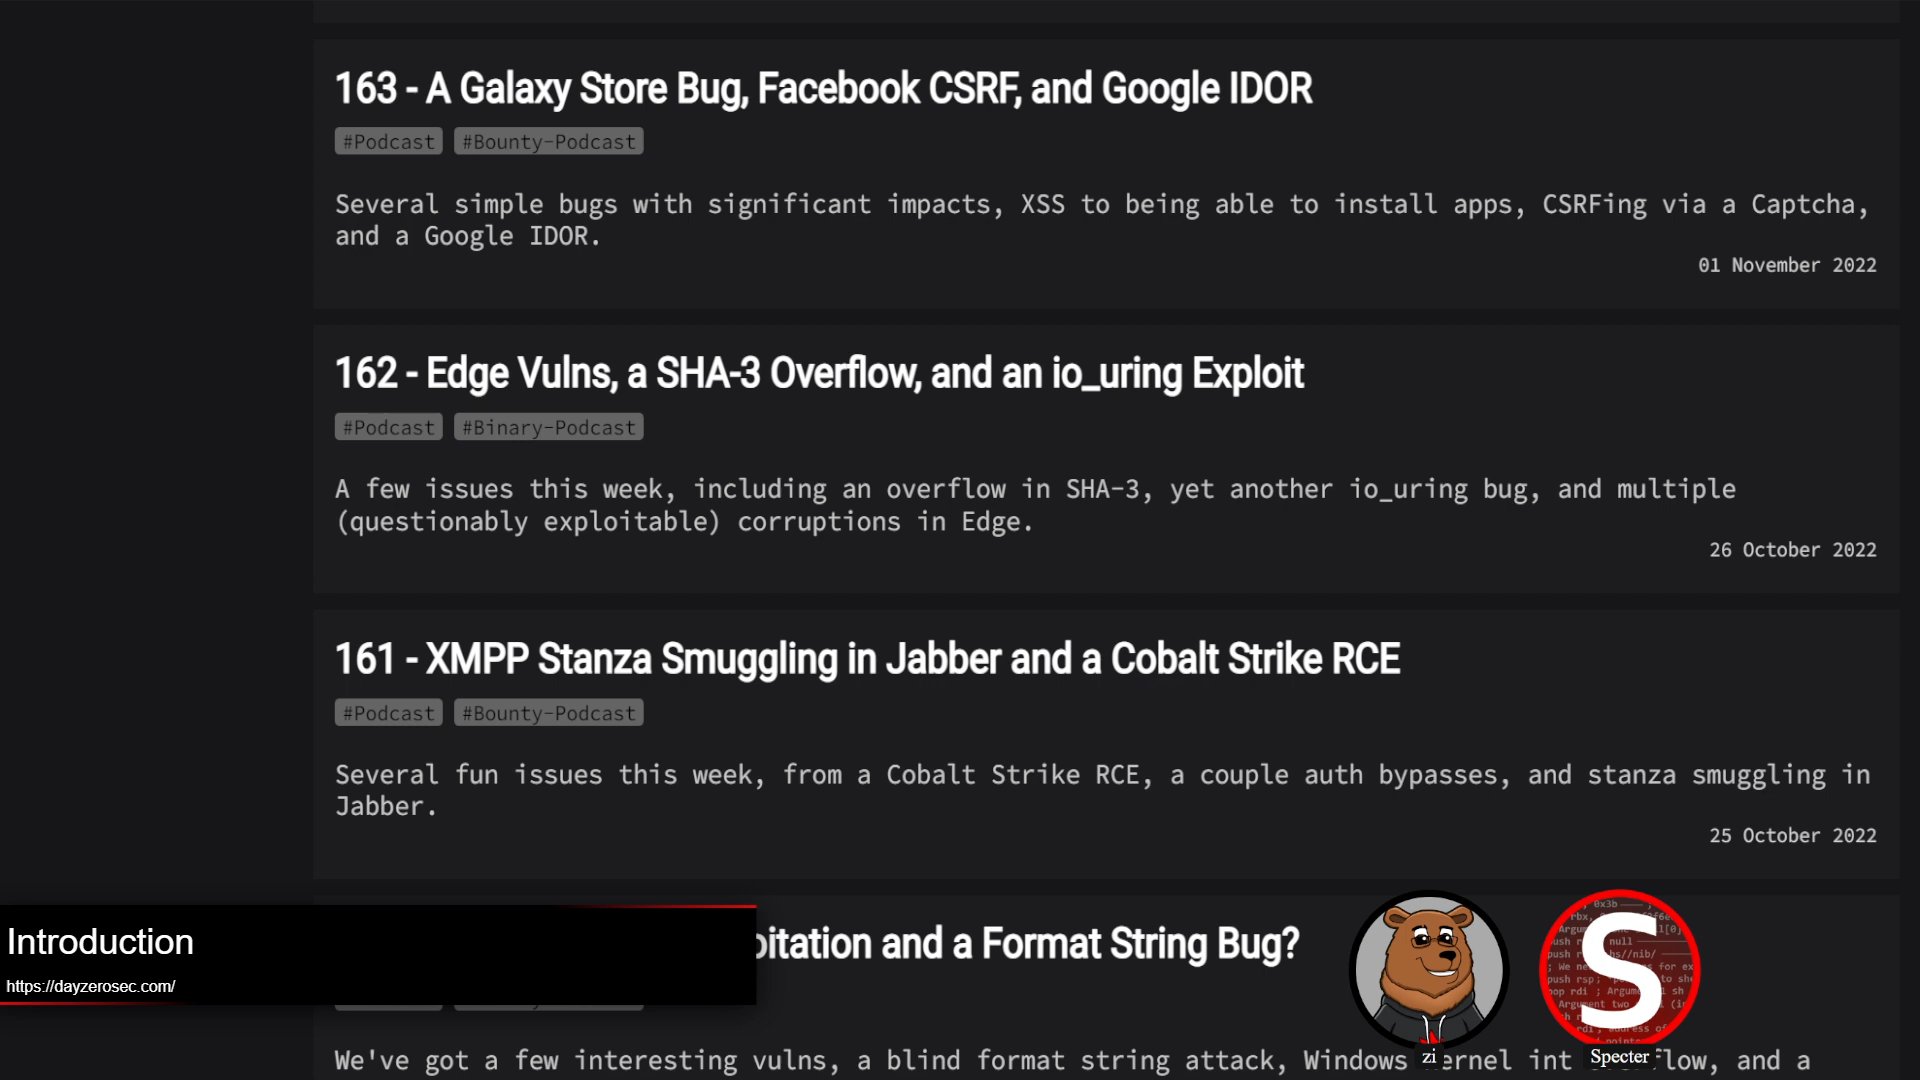 163 - A Galaxy Store Bug, Facebook CSRF, and Google IDOR
#Podcast #Bounty-Podcast
Several simple bugs with significant impacts, XSS to being able to install apps, CSRFing via a Captcha,
and a Google IDOR.
01 November 2022
162 - Edge Vulns, a SHA-3 Overflow, and an io_uring Exploit
#Podcast #Binary-Podcast
A few issues this week, including an overflow in SHA-3, yet another io_uring bug, and multiple
(questionably exploitable) corruptions in Edge.
26 October 2022
161 - XMPP Stanza Smuggling in Jabber and a Cobalt Strike RCE
#Podcast #Bounty-Podcast
Several fun issues this week, from a Cobalt Strike RCE, a couple auth bypasses, and stanza smuggling in
Jabber.
25 October 2022
Introduction
https://dayzerosec.com/
and a Format String Bug?
S
We've got a few interesting vulns, a blind format string attack, Windows int and a
zi
Specter